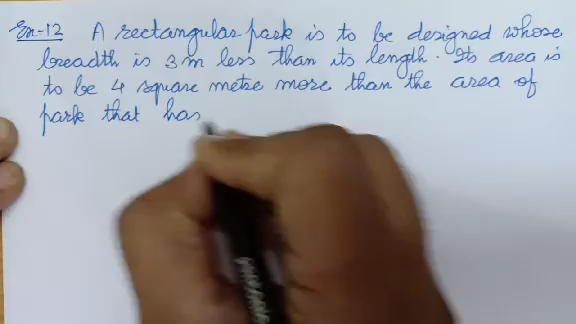 Ex-12 A rectangular park is to be designed whose
breadth is 3 m less than its length. Its area is
to be 4 square metre more than the area of
park that has